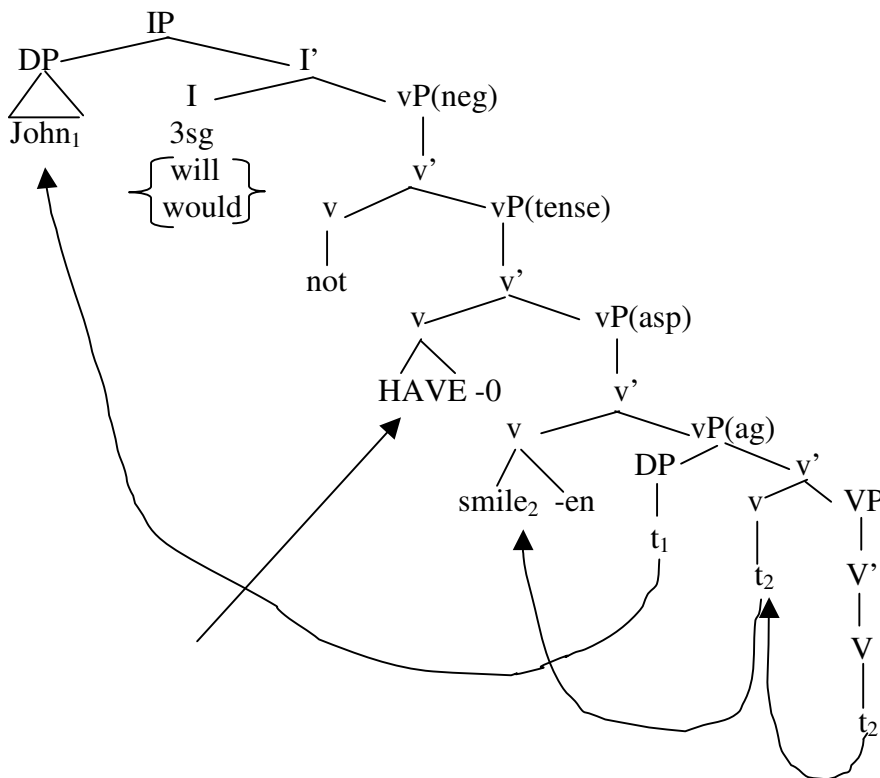 IP
DP I'
I vP(neg)
John₁ 3sg
will v'
would
v vP(tense)
not v'
v vP(asp)
HAVE -0 v'
v vP(ag)
DP v'
smile₂ -en v VP
t₁
t₂ V'
V
t₂